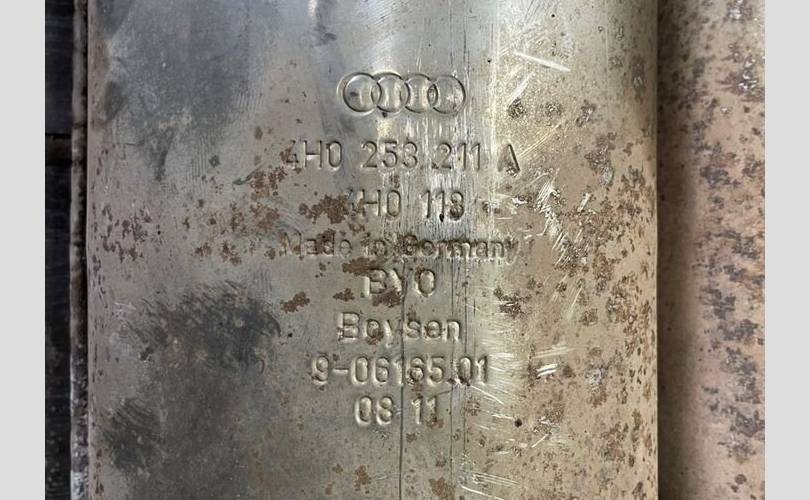 4H0 253 211 A
4H0 118
Made in Germany
BYO
Boysen
9-06165.01
08 11